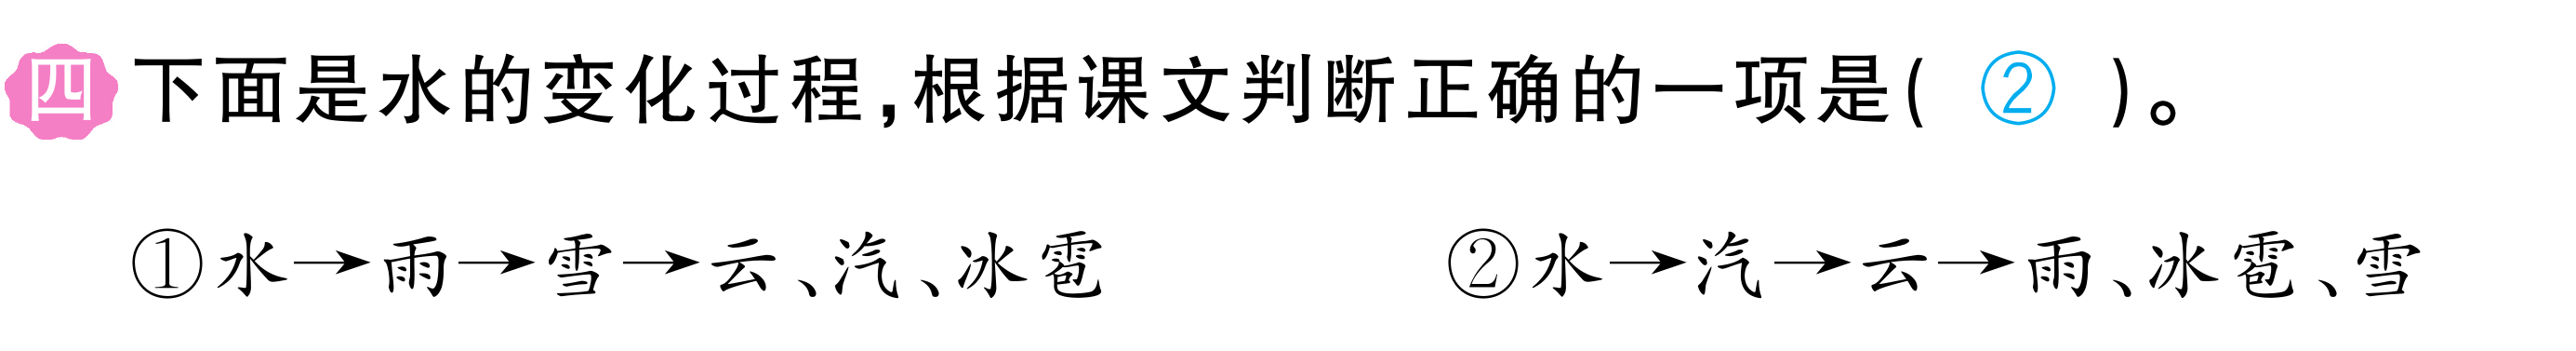 四 下面是水的变化过程,根据课文判断正确的一项是( ② )。
①水→雨→雪→云、汽、冰雹 ②水→汽→云→雨、冰雹、雪